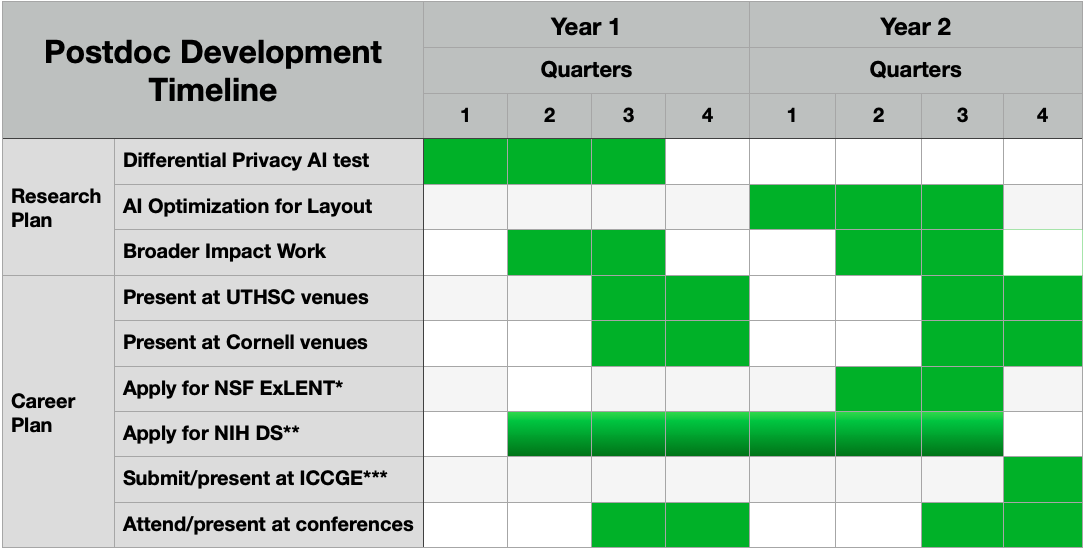 Postdoc Development
Timeline
Year 1
Year 2
Quarters
Quarters
1
2
3
4
1
2
3
4
Research
Plan
Differential Privacy AI test
AI Optimization for Layout
Broader Impact Work
Career
Plan
Present at UTHSC venues
Present at Cornell venues
Apply for NSF ExLENT*
Apply for NIH DS**
Submit/present at ICCGE***
Attend/present at conferences